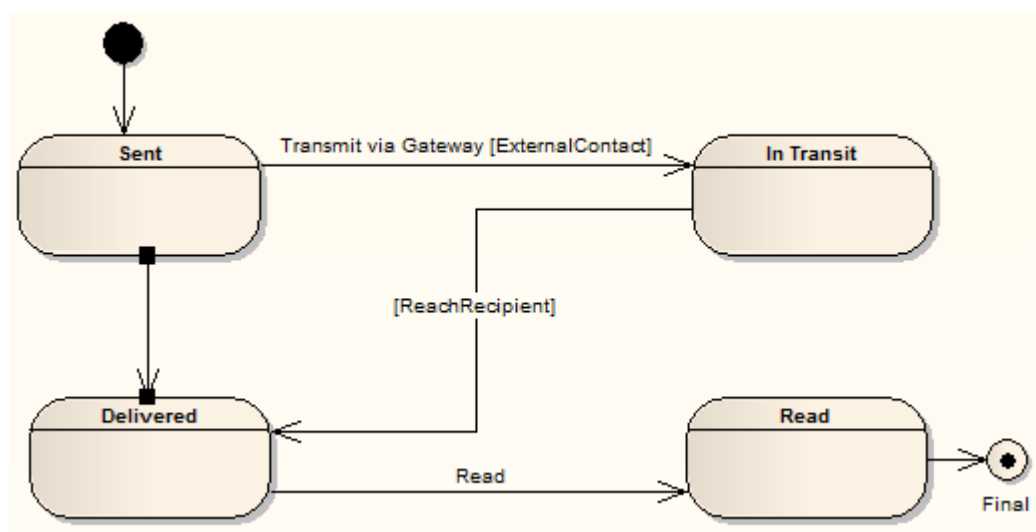 Sent
Transmit via Gateway [ExternalContact]
In Transit
[ReachRecipient]
Delivered
Read
Read
Final